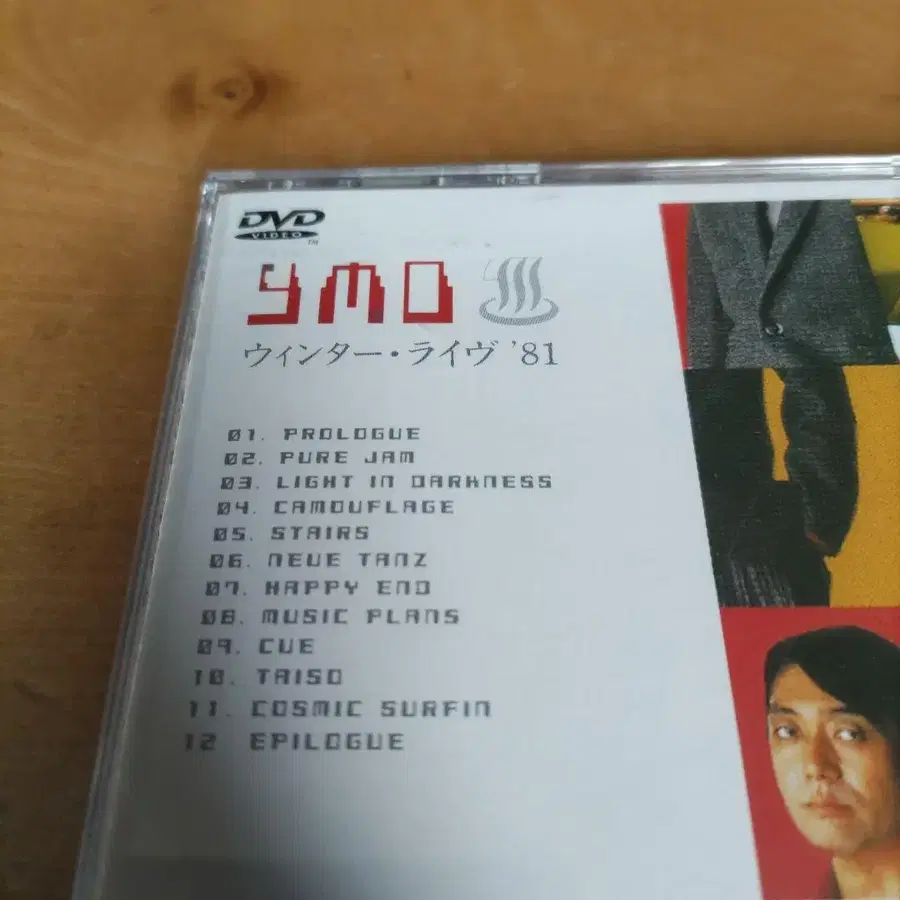 DVD
VIDEO TM
YMO
ウィンター・ライヴ '81
01. PROLOGUE
02. PURE JAM
03. LIGHT IN DARKNESS
04. CAMOUFLAGE
05. STAIRS
06. NEUE TANZ
07. HAPPY END
08. MUSIC PLANS
09. CUE
10. TAISO
11. COSMIC SURFIN
12 EPILOGUE